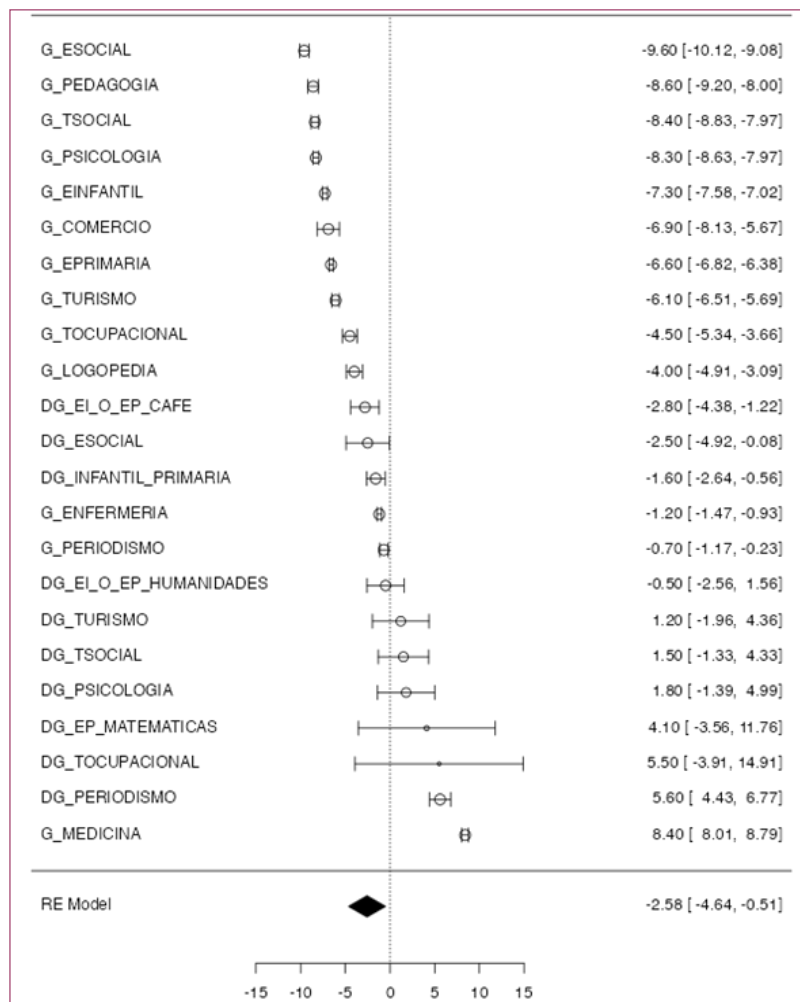 G_ESOCIAL -9.60 [ -10.12, -9.08]
G_PEDAGOGIA -8.60 [ -9.20, -8.00]
G_TSOCIAL -8.40 [ -8.83, -7.97]
G_PSICOLOGIA -8.30 [ -8.63, -7.97]
G_EINFANTIL -7.30 [ -7.58, -7.02]
G_COMERCIO -6.90 [ -8.13, -5.67]
G_EPRIMARIA -6.60 [ -6.82, -6.38]
G_TURISMO -6.10 [ -6.51, -5.69]
G_TOCUPACIONAL -4.50 [ -5.34, -3.66]
G_LOGOPEDIA -4.00 [ -4.91, -3.09]
DG_EI_O_EP_CAFE -2.80 [ -4.38, -1.22]
DG_ESOCIAL -2.50 [ -4.92, -0.08]
DG_INFANTIL_PRIMARIA -1.60 [ -2.64, -0.56]
G_ENFERMERIA -1.20 [ -1.47, -0.93]
G_PERIODISMO -0.70 [ -1.17, -0.23]
DG_EI_O_EP_HUMANIDADES -0.50 [ -2.56, 1.56]
DG_TURISMO 1.20 [ -1.96, 4.36]
DG_TSOCIAL 1.50 [ -1.33, 4.33]
DG_PSICOLOGIA 1.80 [ -1.39, 4.99]
DG_EP_MATEMATICAS 4.10 [ -3.56, 11.76]
DG_TOCUPACIONAL 5.50 [ -3.91, 14.91]
DG_PERIODISMO 5.60 [ 4.43, 6.77]
G_MEDICINA 8.40 [ 8.01, 8.79]
RE Model -2.58 [ -4.64, -0.51]
-15 -10 -5 0 5 10 15